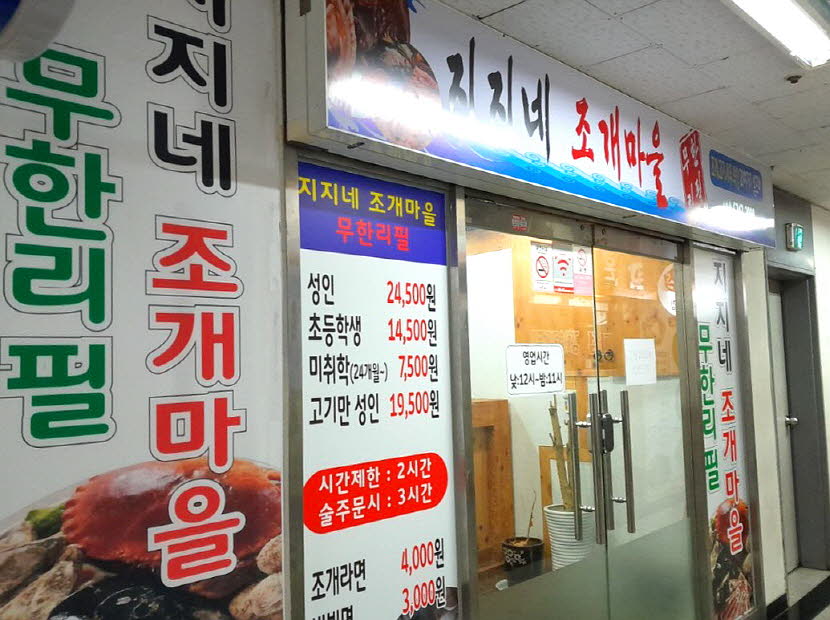 무한리필
지지네 조개마을
지지네 조개마을
지지네 조개마을
무한리필
성인 24,500원
초등학생 14,500원
미취학(24개월~) 7,500원
고기만 성인 19,500원
시간제한 : 2시간
술주문시 : 3시간
조개라면 4,000원
3,000원
영업시간
낮:12시~밤:11시
지지네 조개마을
무한리필